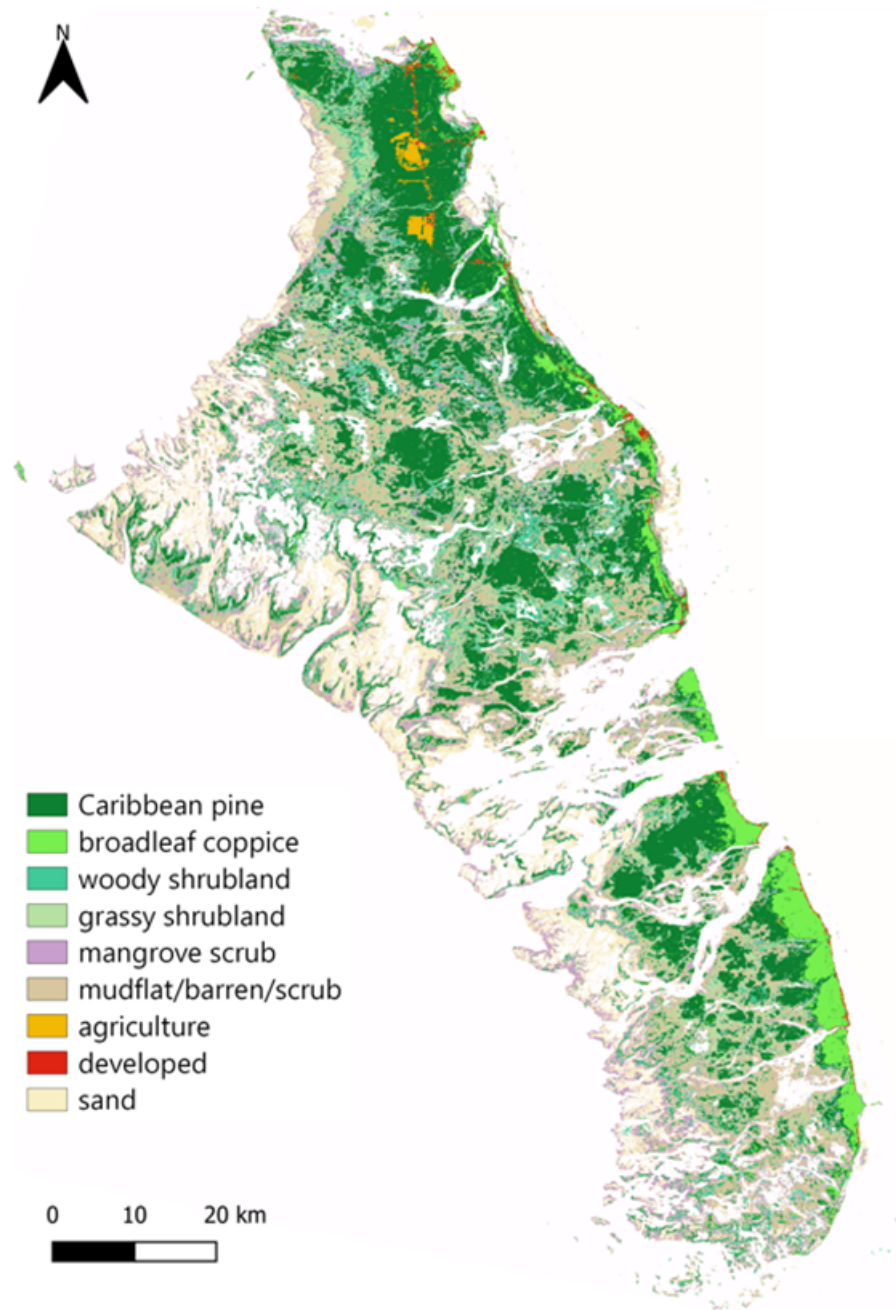 N
Caribbean pine
broadleaf coppice
woody shrubland
grassy shrubland
mangrove scrub
mudflat/barren/scrub
agriculture
developed
sand
0 10 20 km